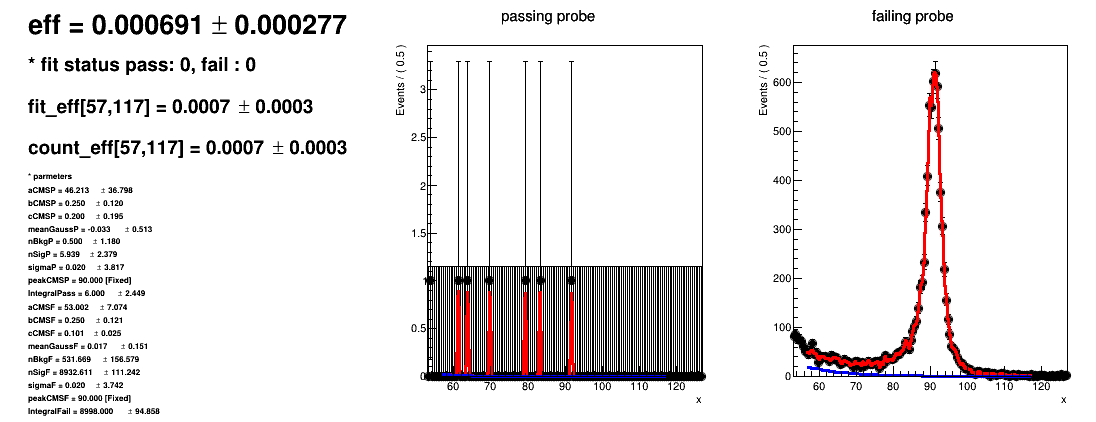 eff = 0.000691 ± 0.000277
* fit status pass: 0, fail : 0
fit_eff[57,117] = 0.0007 ± 0.0003
count_eff[57,117] = 0.0007 ± 0.0003
* parmeters
aCMSP = 46.213 ± 36.798
bCMSP = 0.250 ± 0.120
cCMSP = 0.200 ± 0.195
meanGaussP = -0.033 ± 0.513
nBkgP = 0.500 ± 1.180
nSigP = 5.939 ± 2.379
sigmaP = 0.020 ± 3.817
peakCMSP = 90.000 [Fixed]
IntegralPass = 6.000 ± 2.449
aCMSF = 53.002 ± 7.074
bCMSF = 0.250 ± 0.121
cCMSF = 0.101 ± 0.025
meanGaussF = 0.017 ± 0.151
nBkgF = 531.669 ± 156.579
nSigF = 8932.611 ± 111.242
sigmaF = 0.020 ± 3.742
peakCMSF = 90.000 [Fixed]
IntegralFail = 8998.000 ± 94.858
passing probe
Events / ( 0.5 )
3
2.5
2
1.5
1
0.5
0
60 70 80 90 100 110 120
x
failing probe
Events / ( 0.5 )
600
500
400
300
200
100
0
60 70 80 90 100 110 120
x